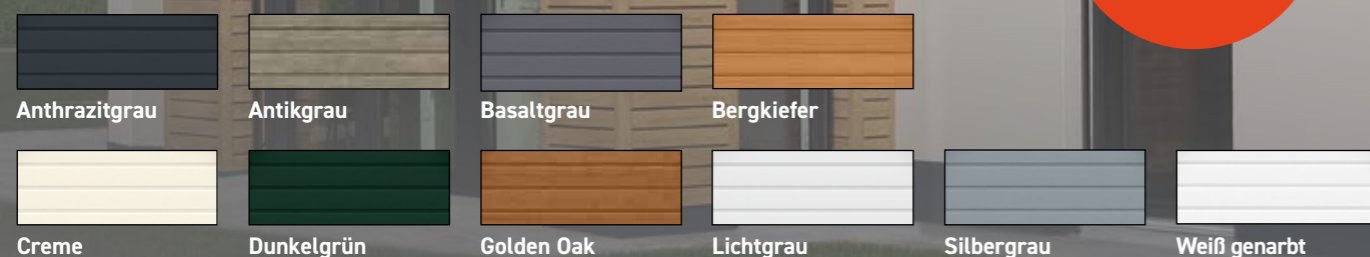 Anthrazitgrau Antikgrau Basaltgrau Bergkiefer
Creme Dunkelgrün Golden Oak Lichtgrau Silbergrau Weiß genarbt